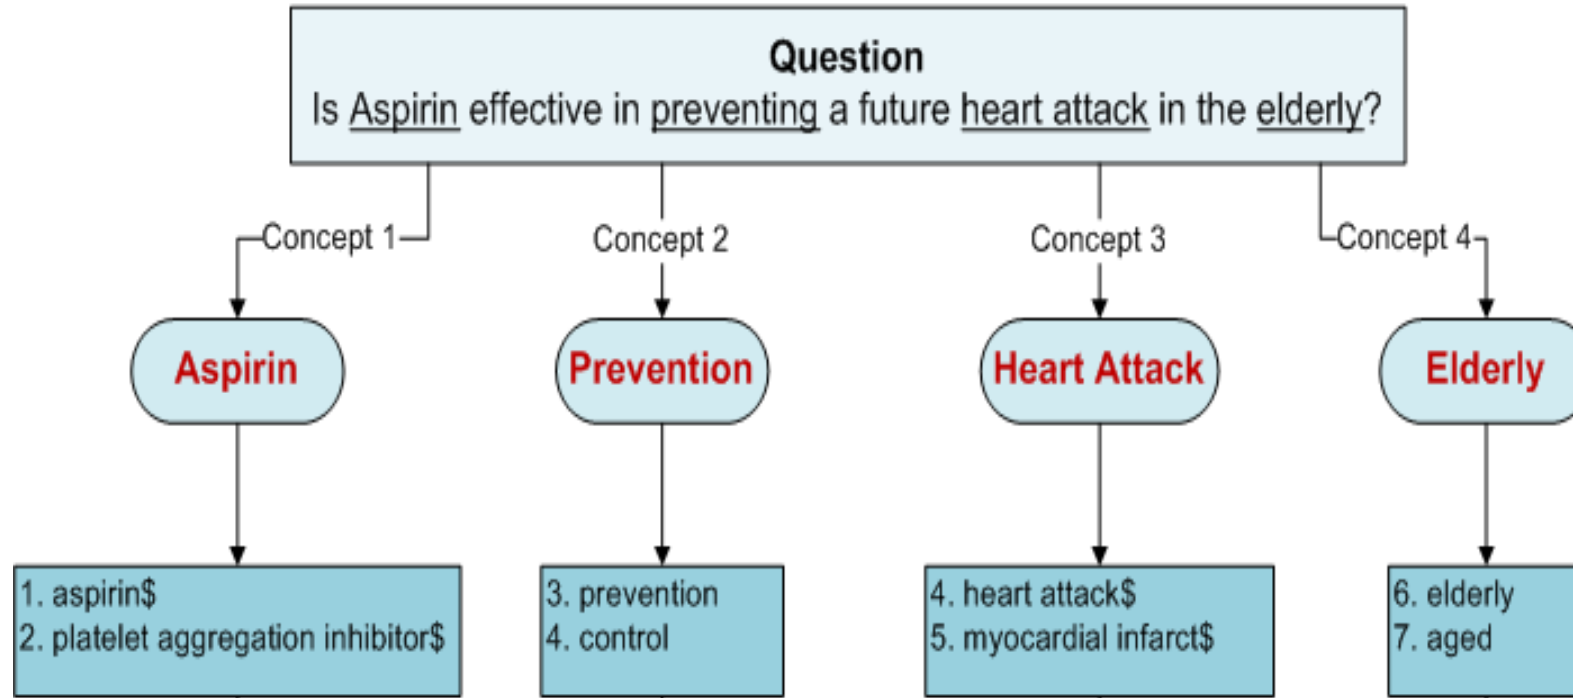 Question
Is Aspirin effective in preventing a future heart attack in the elderly?
Concept 1
Concept 2
Concept 3
Concept 4
Aspirin
Prevention
Heart Attack
Elderly
1. aspirin$
2. platelet aggregation inhibitor$
3. prevention
4. control
4. heart attack$
5. myocardial infarct$
6. elderly
7. aged